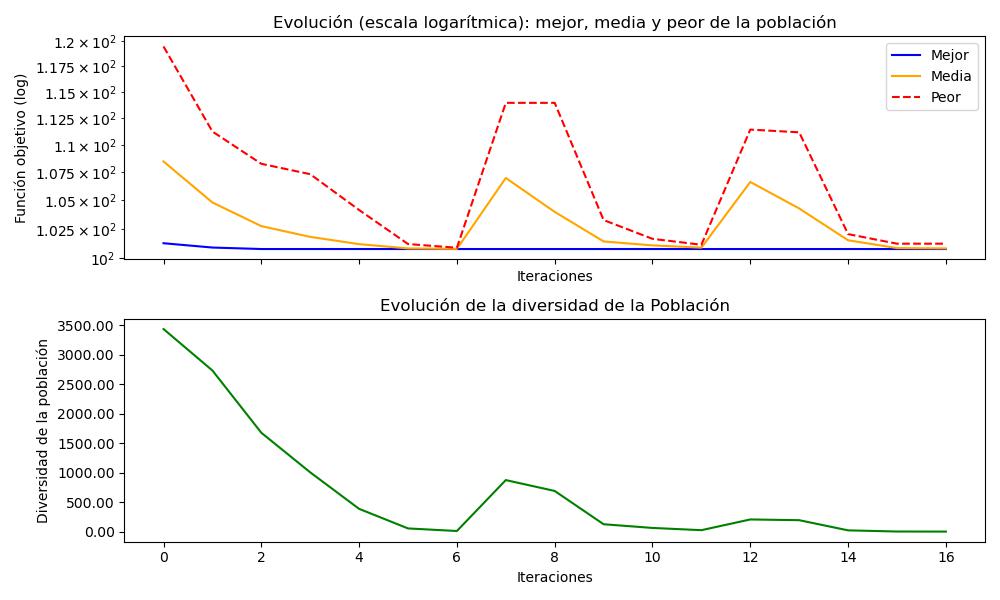 Evolución (escala logarítmica): mejor, media y peor de la población
1.2 × 10²
1.175 × 10²
1.15 × 10²
1.125 × 10²
1.1 × 10²
1.075 × 10²
1.05 × 10²
1.025 × 10²
10²
Función objetivo (log)
Mejor
Media
Peor
Iteraciones
Evolución de la diversidad de la Población
3500.00
3000.00
2500.00
2000.00
1500.00
1000.00
500.00
0.00
Diversidad de la población
0 2 4 6 8 10 12 14 16
Iteraciones